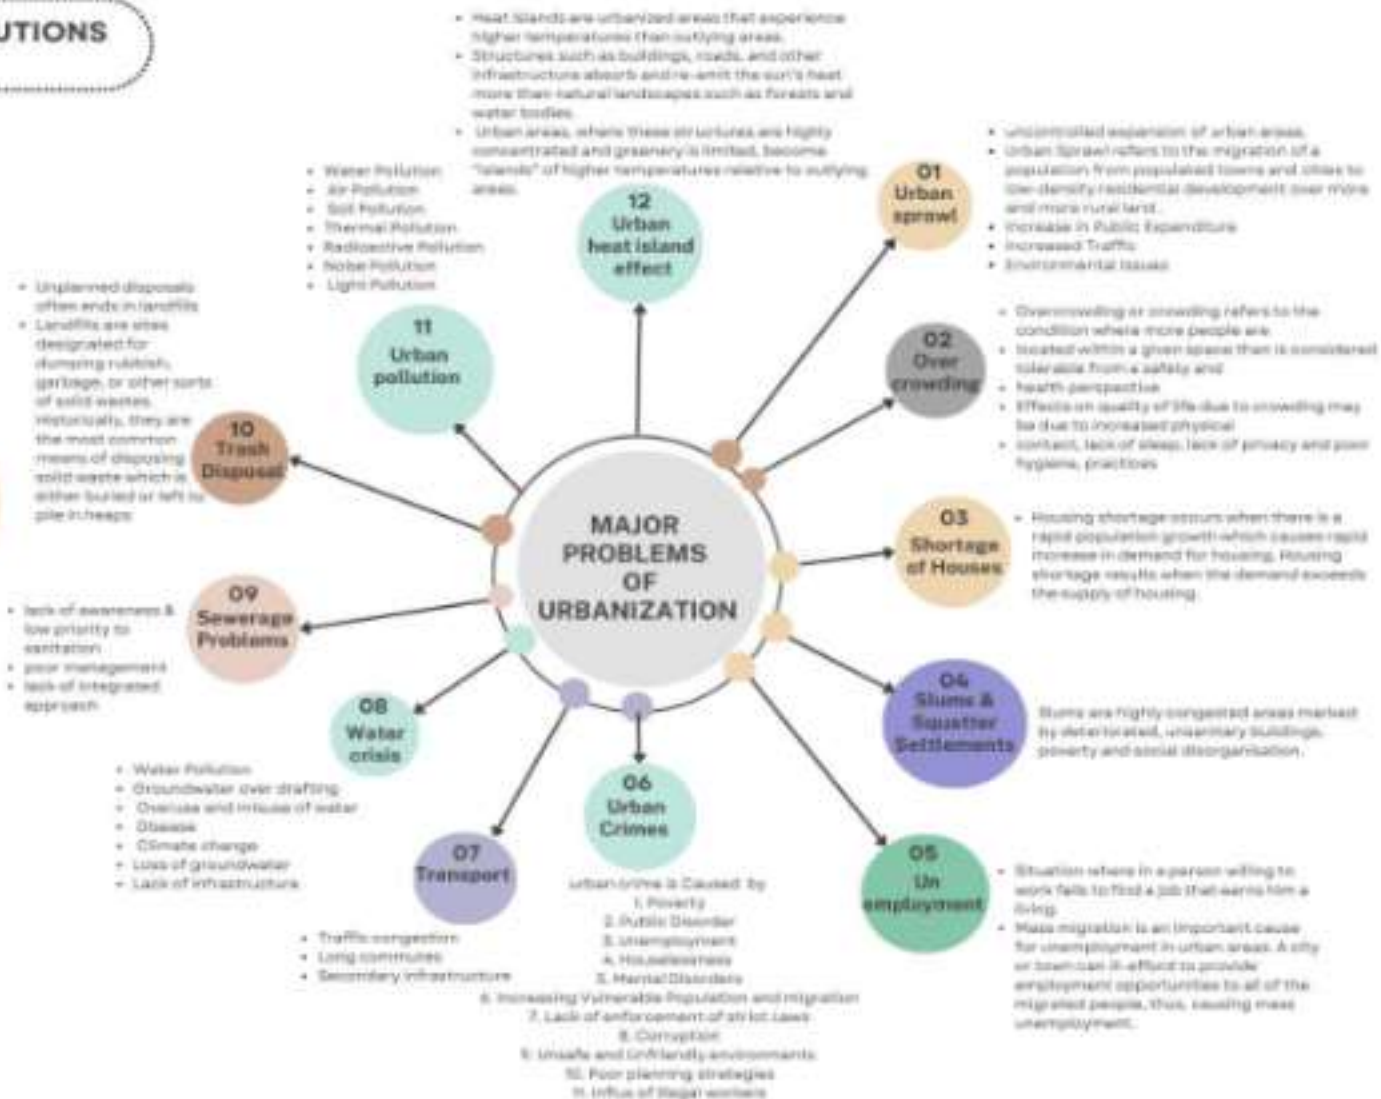 UTIONS
• Heat Islands are urbanized areas that experience
higher temperatures than outlying areas.
• Structures such as buildings, roads, and other
infrastructure absorb and re-emit the sun's heat
more than natural landscapes such as forests and
water bodies.
• Urban areas, where these structures are highly
concentrated and greenery is limited, become
"islands" of higher temperatures relative to outlying
areas.
12
Urban
heat island
effect
01
Urban
sprawl
• uncontrolled expansion of urban areas.
• Urban Sprawl refers to the migration of a
population from populated towns and cities to
low-density residential development over more
and more rural land.
• Increase in Public Expenditure
• Increased Traffic
• Environmental Issues
02
Over
crowding
• Overcrowding or crowding refers to the
condition where more people are
• located within a given space than is considered
tolerable from a safety and
• health perspective
• Effects on quality of life due to crowding may
be due to increased physical
• contact, lack of sleep, lack of privacy and poor
hygiene, practices
03
Shortage
of Houses
• Housing shortage occurs when there is a
rapid population growth which causes rapid
increase in demand for housing. Housing
shortage results when the demand exceeds
the supply of housing.
04
Slums &
Squatter
Settlements
Slums are highly congested areas marked
by deteriorated, unsanitary buildings,
poverty and social disorganisation.
05
Un
employment
• Situation where in a person willing to
work fails to find a job that earns him a
living.
• Mass migration is an important cause
for unemployment in urban areas. A city
or town can ill-afford to provide
employment opportunities to all of the
migrated people, thus, causing mass
unemployment.
06
Urban
Crimes
urban crime is Caused by
1. Poverty
2. Public Disorder
3. Unemployment
4. Houselessness
5. Mental Disorders
6. Increasing Vulnerable Population and migration
7. Lack of enforcement of strict Laws
8. Corruption
9. Unsafe and Unfriendly environments
10. Poor planning strategies
11. Influx of illegal workers
07
Transport
• Traffic congestion
• Long commutes
• Secondary infrastructure
08
Water
crisis
• Water Pollution
• Groundwater over drafting
• Overuse and misuse of water
• Disease
• Climate change
• Loss of groundwater
• Lack of infrastructure
09
Sewerage
Problems
• lack of awareness &
low priority to
sanitation
• poor management
• lack of integrated
approach
10
Trash
Disposal
• Unplanned disposals
often ends in landfills
• Landfills are sites
designated for
dumping rubbish,
garbage, or other sorts
of solid wastes.
Historically, they are
the most common
means of disposing
solid waste which is
either buried or left to
pile in heaps
11
Urban
pollution
• Water Pollution
• Air Pollution
• Soil Pollution
• Thermal Pollution
• Radioactive Pollution
• Noise Pollution
• Light Pollution
MAJOR
PROBLEMS
OF
URBANIZATION